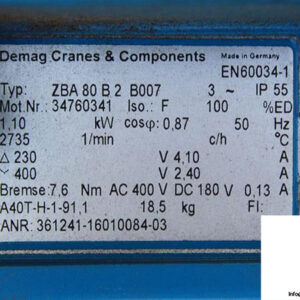 Demag Cranes & Components Made in Germany
EN60034-1
Typ: ZBA 80 B 2 B007 3 ~ IP 55
Mot.Nr.: 34760341 Iso.: F 100 %ED
1,10 kW cosφ: 0,87 50 Hz
2735 1/min c/h °C
△ 230 V 4,10 A
Y 400 V 2,40 A
Bremse: 7,6 Nm AC 400 V DC 180 V 0,13 A
A40T-H-1-91,1 18,5 kg FI:
ANR: 361241-16010084-03